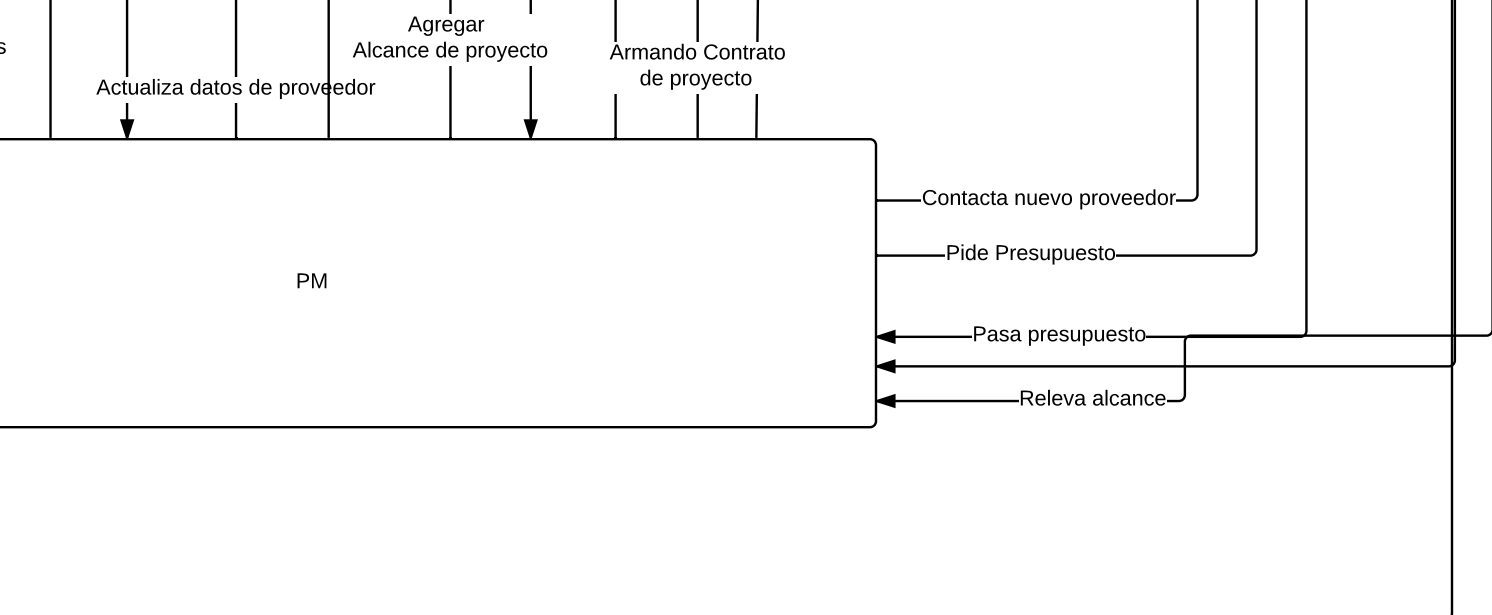 Agregar
Alcance de proyecto
s
Armando Contrato
de proyecto
Actualiza datos de proveedor
Contacta nuevo proveedor
Pide Presupuesto
PM
Pasa presupuesto
Releva alcance